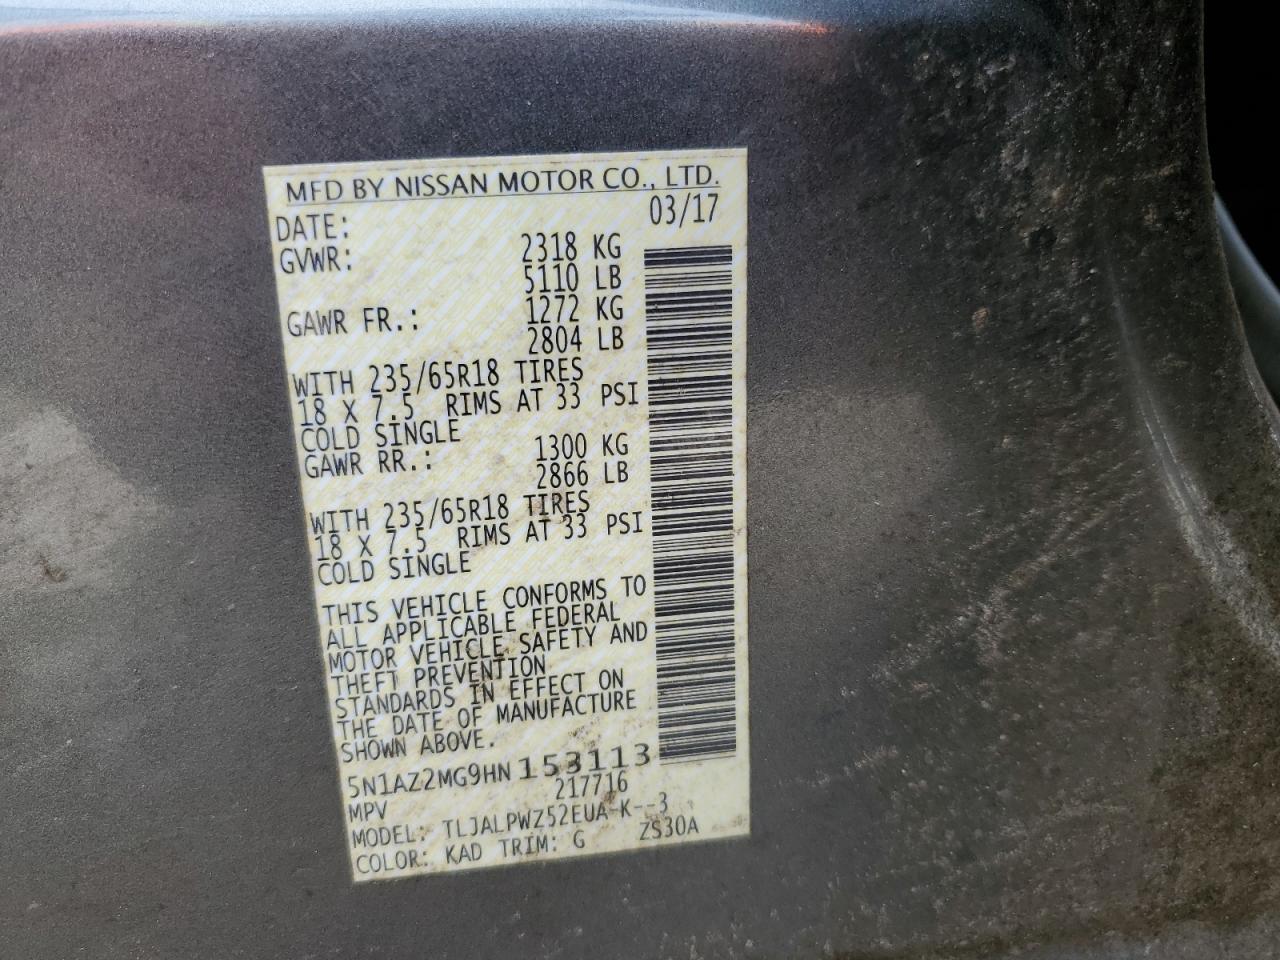 MFD BY NISSAN MOTOR CO., LTD.
DATE: 03/17
GVWR: 2318 KG
5110 LB
GAWR FR.: 1272 KG
2804 LB
WITH 235/65R18 TIRES
18 X 7.5 RIMS AT 33 PSI
COLD SINGLE
GAWR RR.: 1300 KG
2866 LB
WITH 235/65R18 TIRES
18 X 7.5 RIMS AT 33 PSI
COLD SINGLE
THIS VEHICLE CONFORMS TO
ALL APPLICABLE FEDERAL
MOTOR VEHICLE SAFETY AND
THEFT PREVENTION
STANDARDS IN EFFECT ON
THE DATE OF MANUFACTURE
SHOWN ABOVE.
5N1AZ2MG9HN153113
MPV 217716
MODEL: TLJALPWZ52EUA-K--3
COLOR: KAD TRIM: G ZS30A